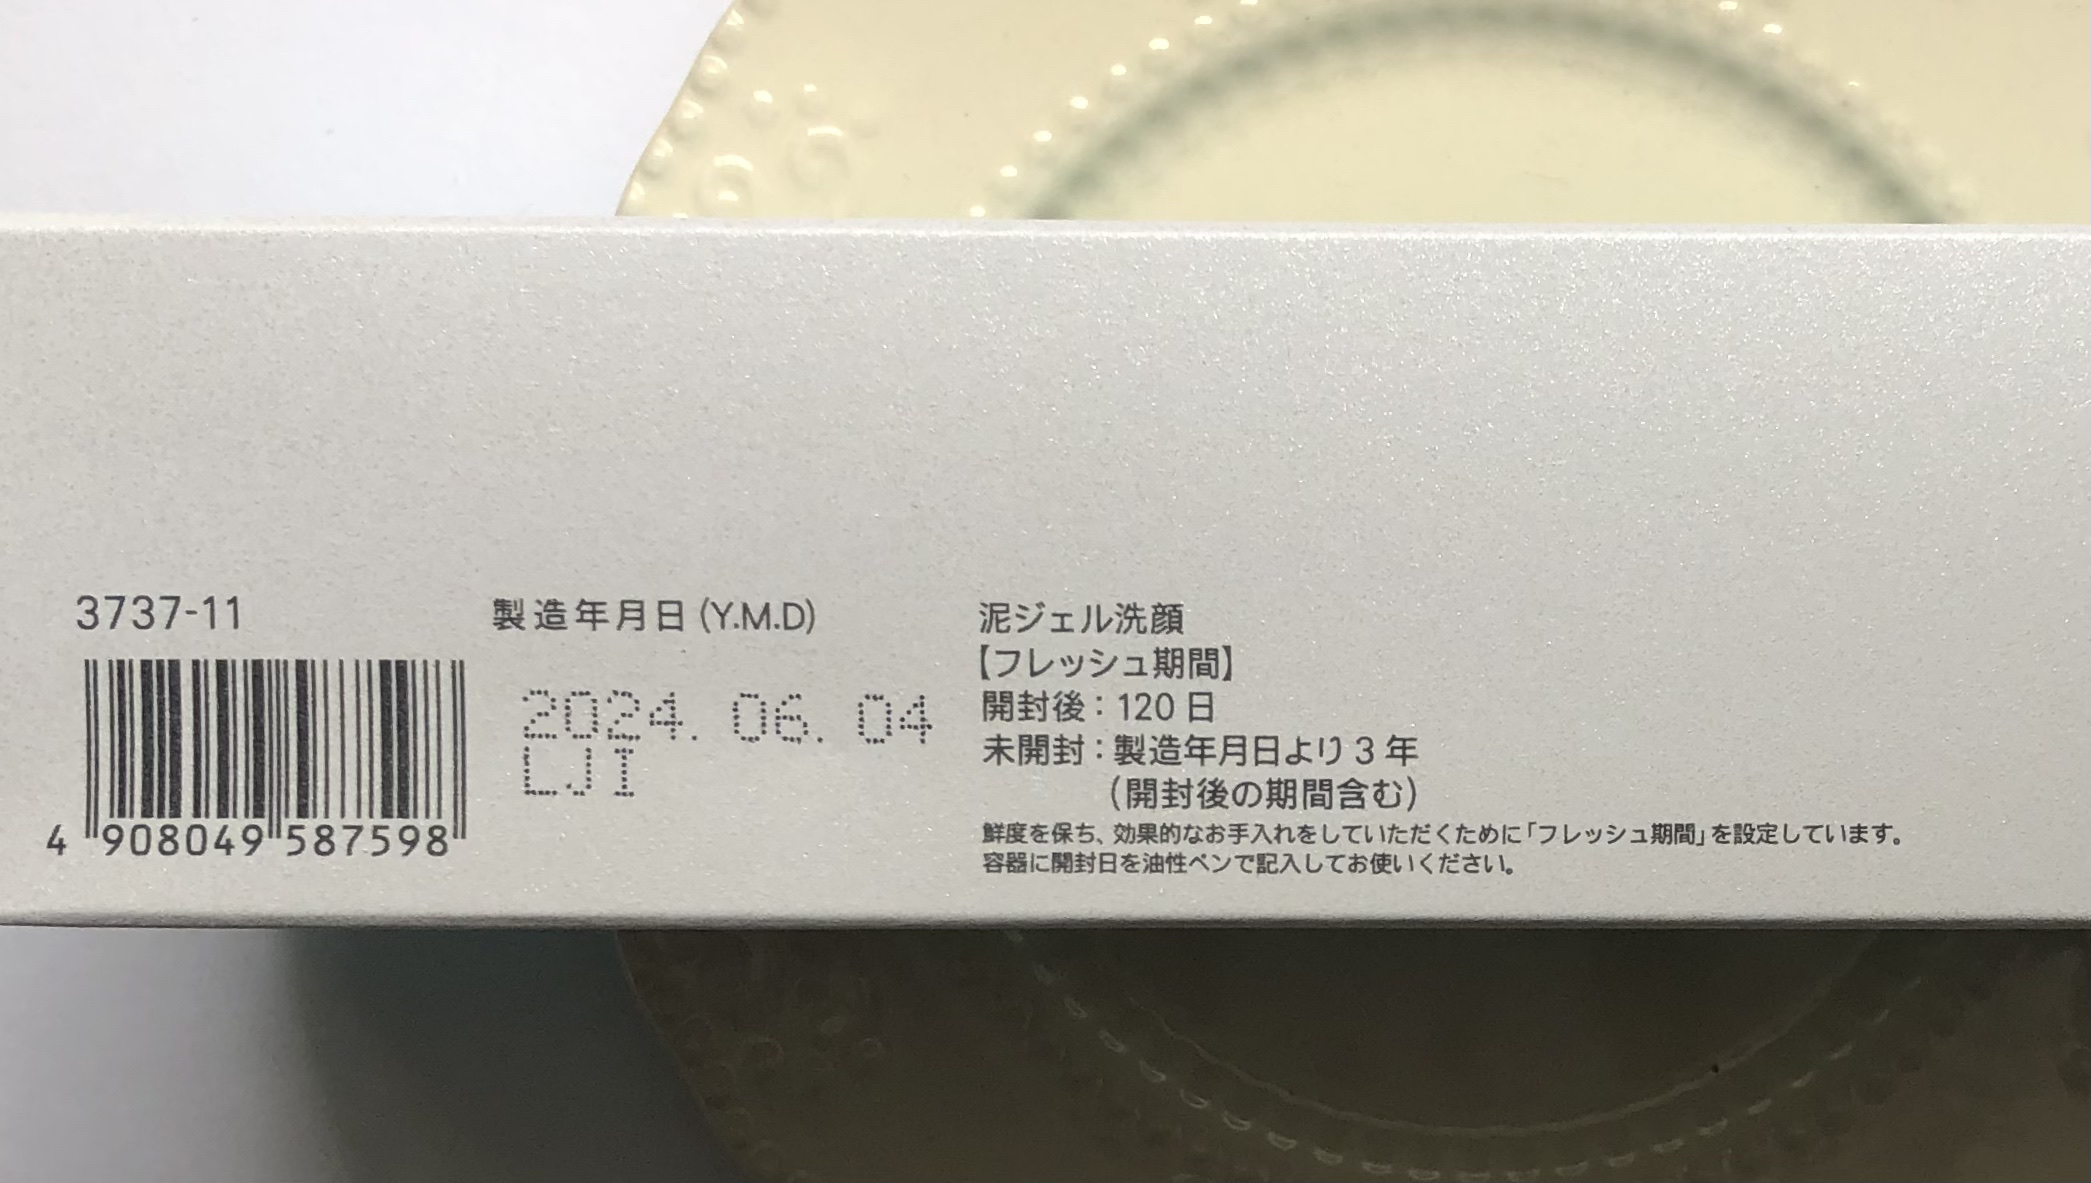 3737-11
4 908049 587598
製造年月日 (Y.M.D)
2024. 06. 04
LJI
泥ジェル洗顔
【フレッシュ期間】
開封後：120 日
未開封：製造年月日より 3 年
(開封後の期間含む)
鮮度を保ち、効果的なお手入れをしていただくために「フレッシュ期間」を設定しています。
容器に開封日を油性ペンで記入してお使いください。